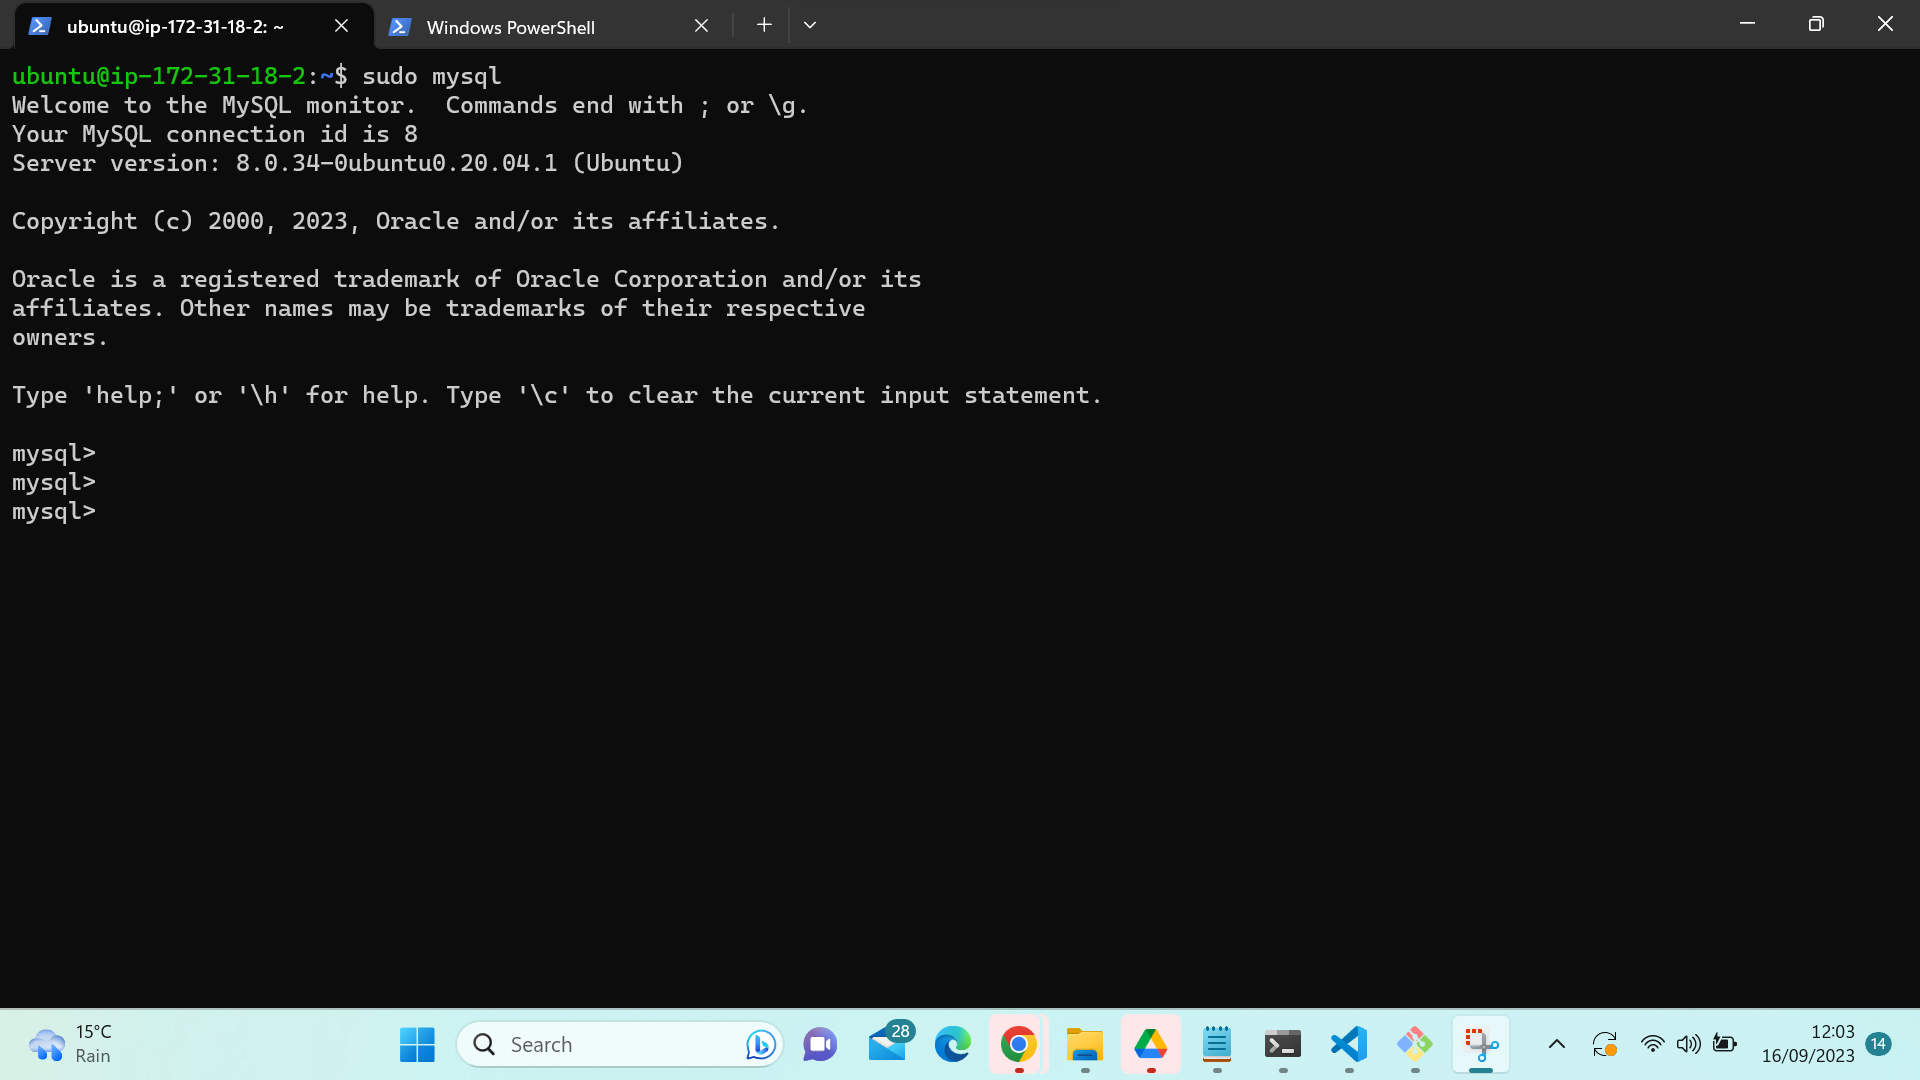 ubuntu@ip-172-31-18-2: ~
Windows PowerShell
ubuntu@ip-172-31-18-2:~$ sudo mysql
Welcome to the MySQL monitor.  Commands end with ; or \g.
Your MySQL connection id is 8
Server version: 8.0.34-0ubuntu0.20.04.1 (Ubuntu)
Copyright (c) 2000, 2023, Oracle and/or its affiliates.
Oracle is a registered trademark of Oracle Corporation and/or its
affiliates. Other names may be trademarks of their respective
owners.
Type 'help;' or '\h' for help. Type '\c' to clear the current input statement.
mysql>
mysql>
mysql>
15°C
Rain
Search
28
12:03
16/09/2023
14